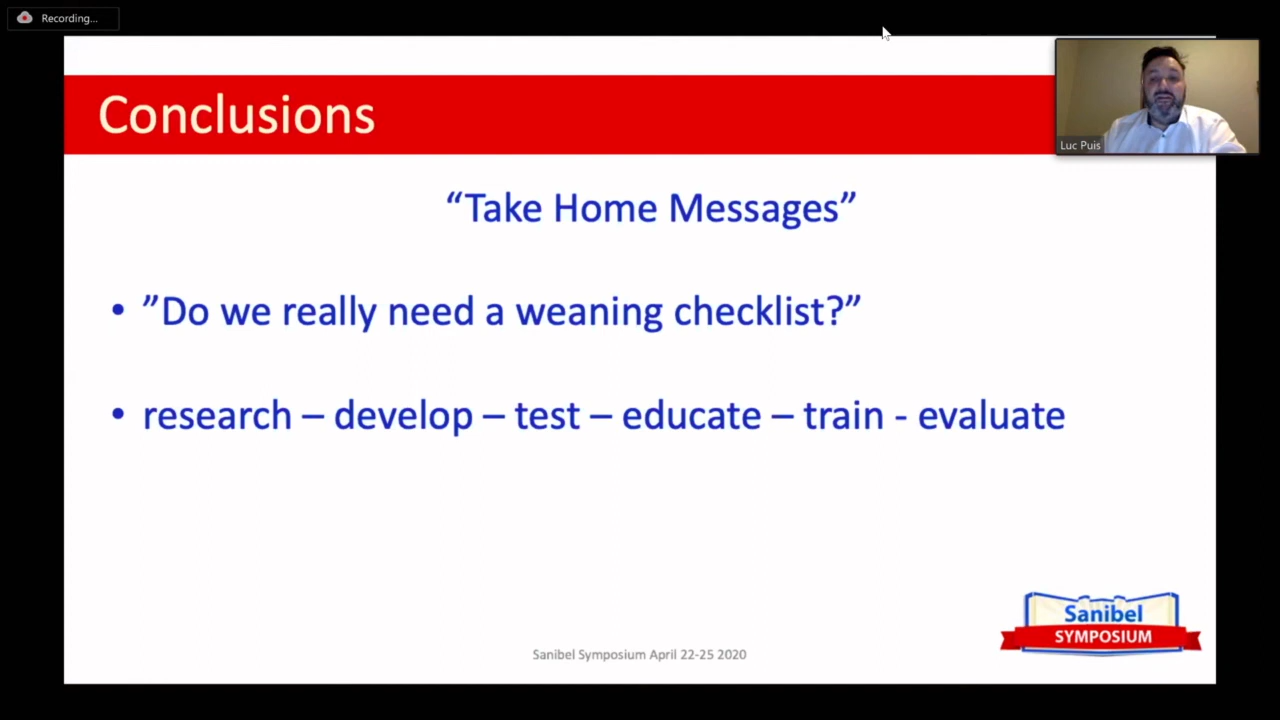 Recording...
Conclusions
Luc Puis
“Take Home Messages”
• ”Do we really need a weaning checklist?”
• research – develop – test – educate – train - evaluate
Sanibel
SYMPOSIUM
Sanibel Symposium April 22-25 2020